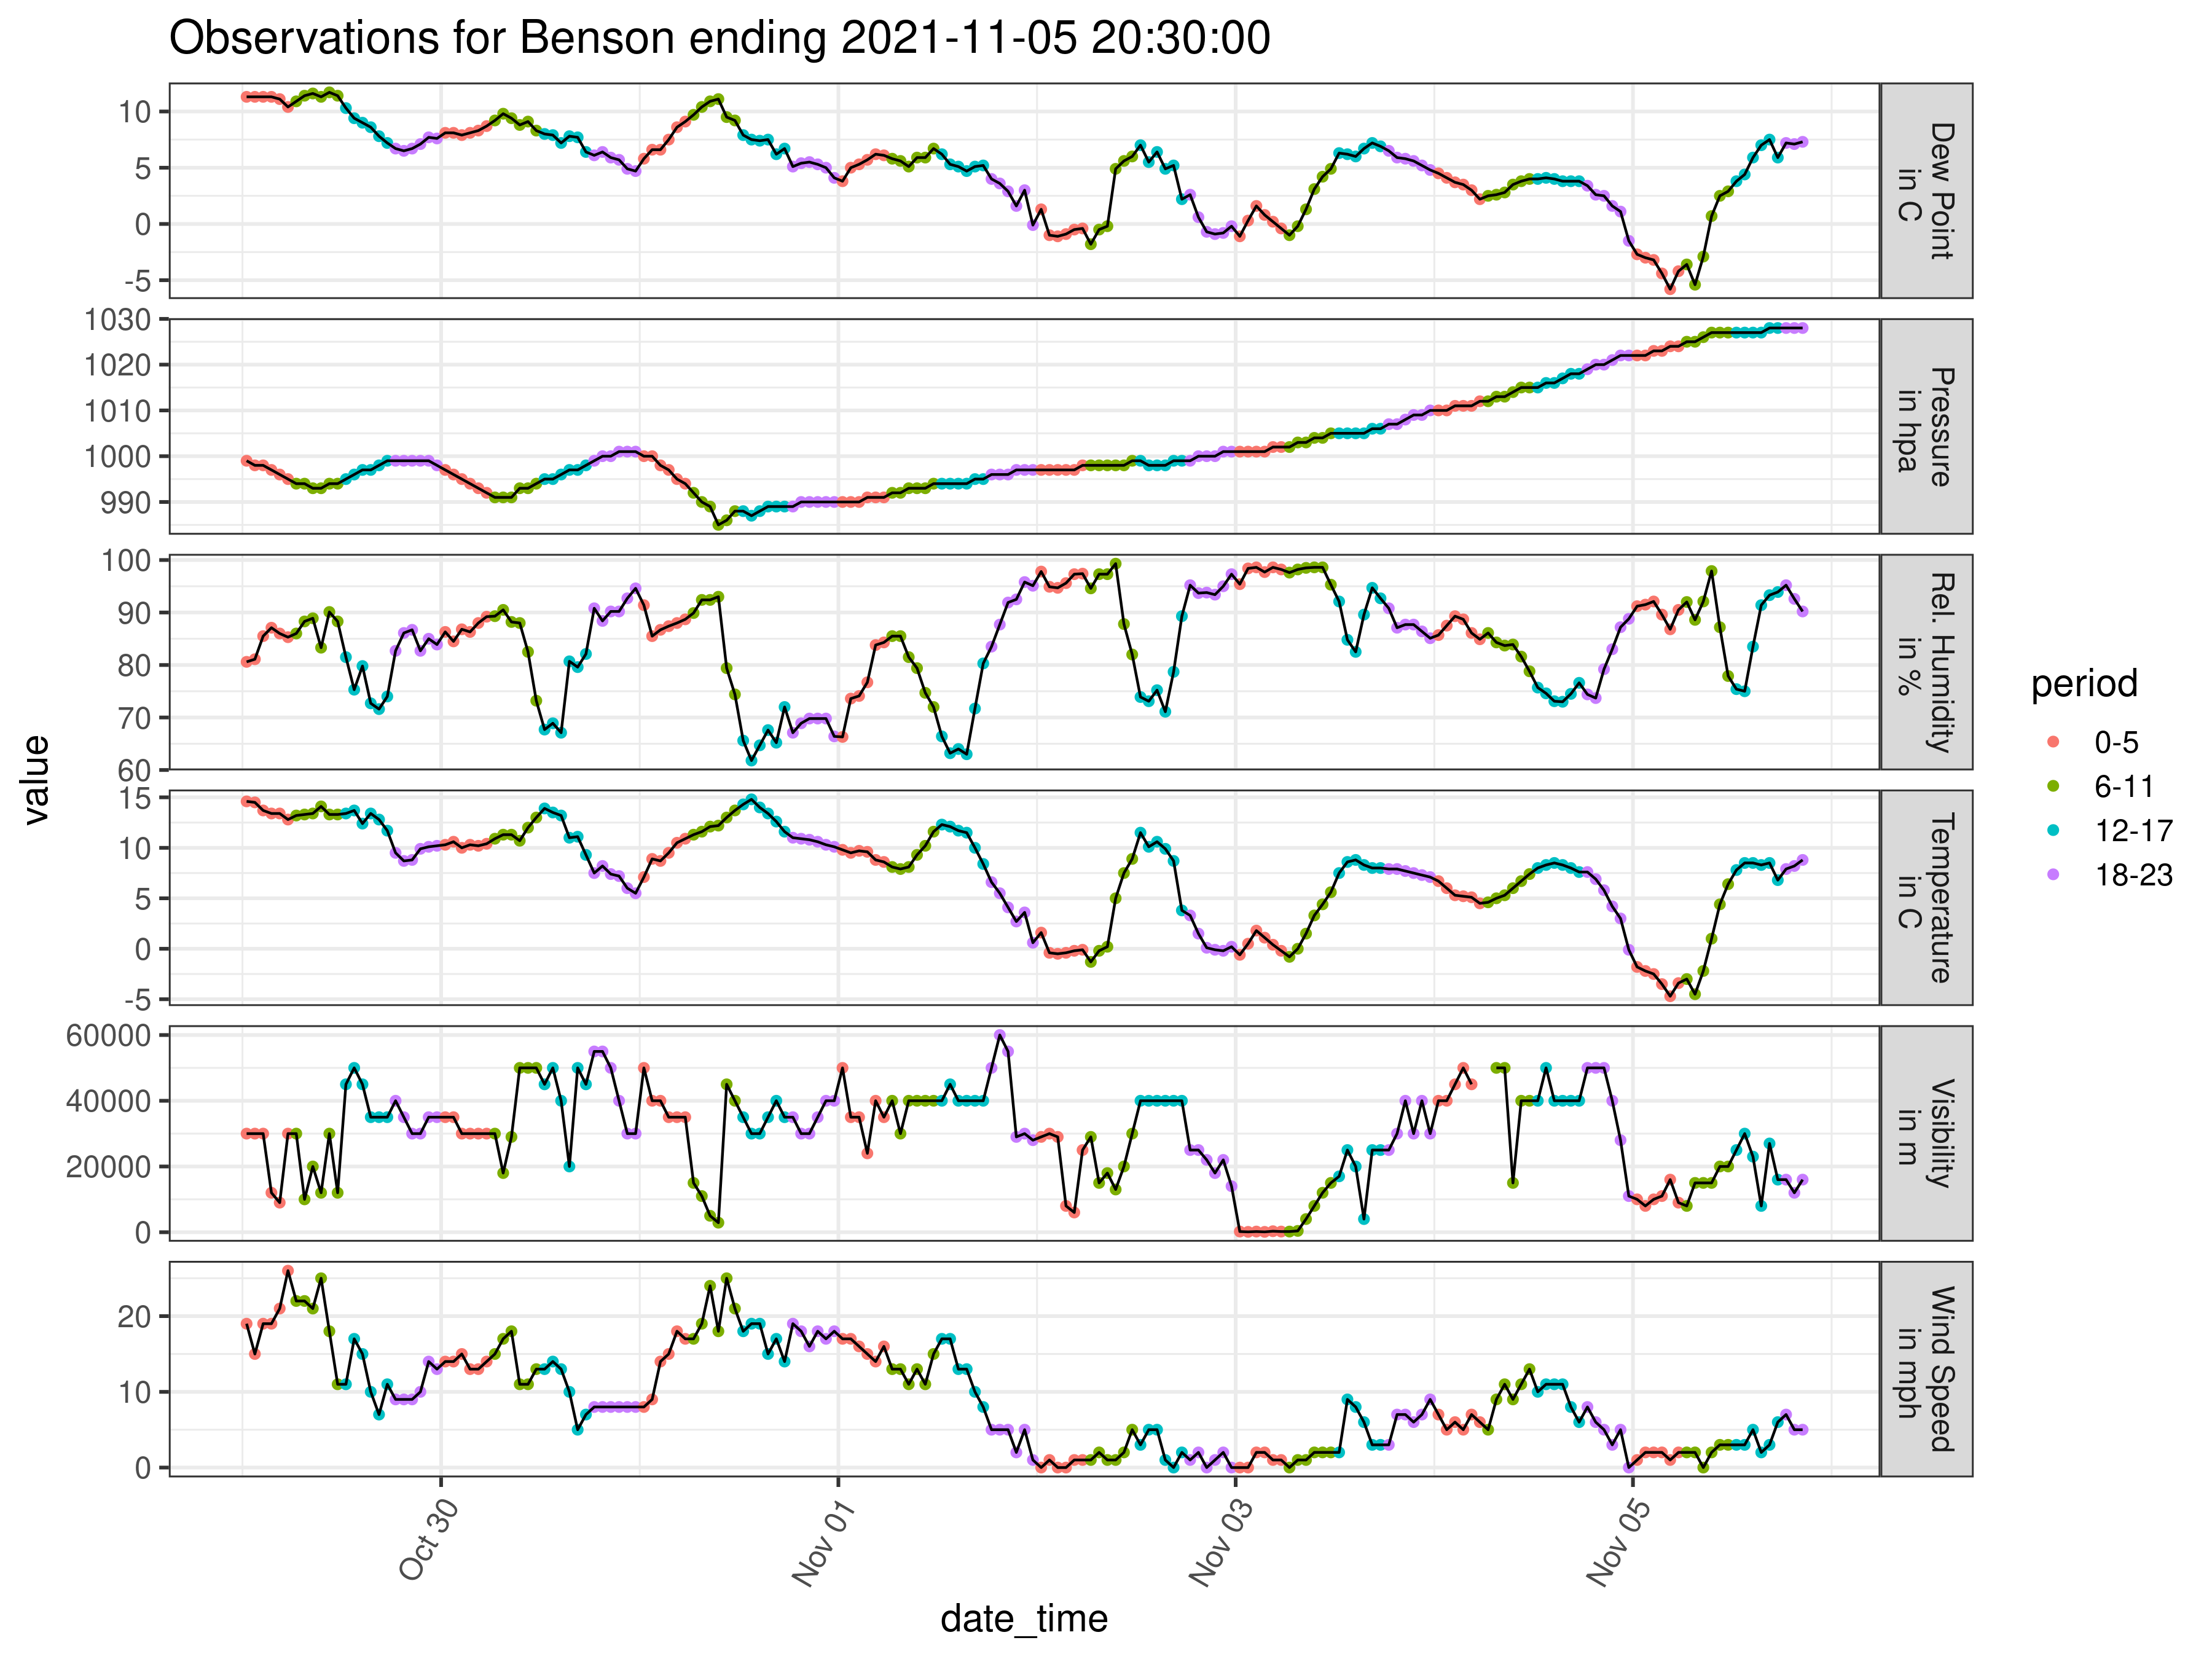 Observations for Benson ending 2021-11-05 20:30:00
value
10
5
0
-5
Dew Point
in C
1030
1020
1010
1000
990
Pressure
in hpa
100
90
80
70
60
Rel. Humidity
in %
15
10
5
0
-5
Temperature
in C
60000
40000
20000
0
Visibility
in m
20
10
0
Wind Speed
in mph
Oct 30
Nov 01
Nov 03
Nov 05
date_time
period
0-5
6-11
12-17
18-23